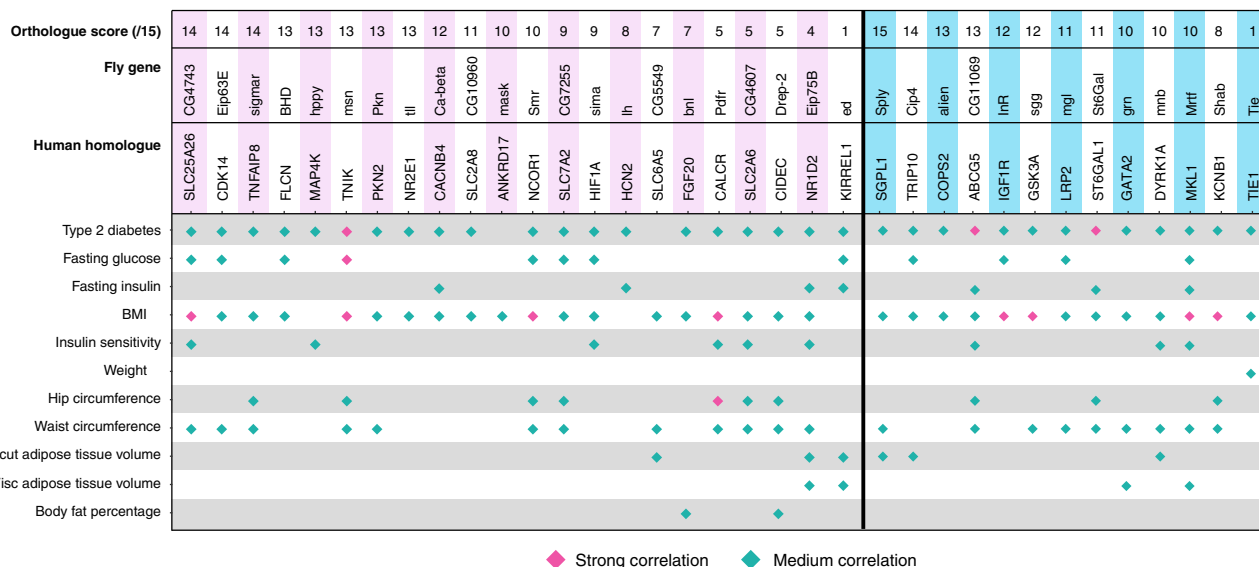 Orthologue score (/15) 14 14 14 13 13 13 13 13 12 11 10 10 9 9 8 7 7 5 5 5 4 1 15 14 13 13 12 12 11 11 10 10 10 8 1
Fly gene CG4743 Eip63E sigmar BHD hppy msn Pkn tll Ca-beta CG10960 mask Smr CG7255 sima Ih CG5549 bnl Pdfr CG4607 Drep-2 Eip75B ed Sply Cip4 alien CG11069 InR sgg mgl St6Gal grn mnb Mrtf Shab Tie
Human homologue SLC25A26 CDK14 TNFAIP8 FLCN MAP4K TNIK PKN2 NR2E1 CACNB4 SLC2A8 ANKRD17 NCOR1 SLC7A2 HIF1A HCN2 SLC6A5 FGF20 CALCR SLC2A6 CIDEC NR1D2 KIRREL1 SGPL1 TRIP10 COPS2 ABCG5 IGF1R GSK3A LRP2 ST6GAL1 GATA2 DYRK1A MKL1 KCNB1 TIE1
Type 2 diabetes
Fasting glucose
Fasting insulin
BMI
Insulin sensitivity
Weight
Hip circumference
Waist circumference
cut adipose tissue volume
isc adipose tissue volume
Body fat percentage
Strong correlation Medium correlation